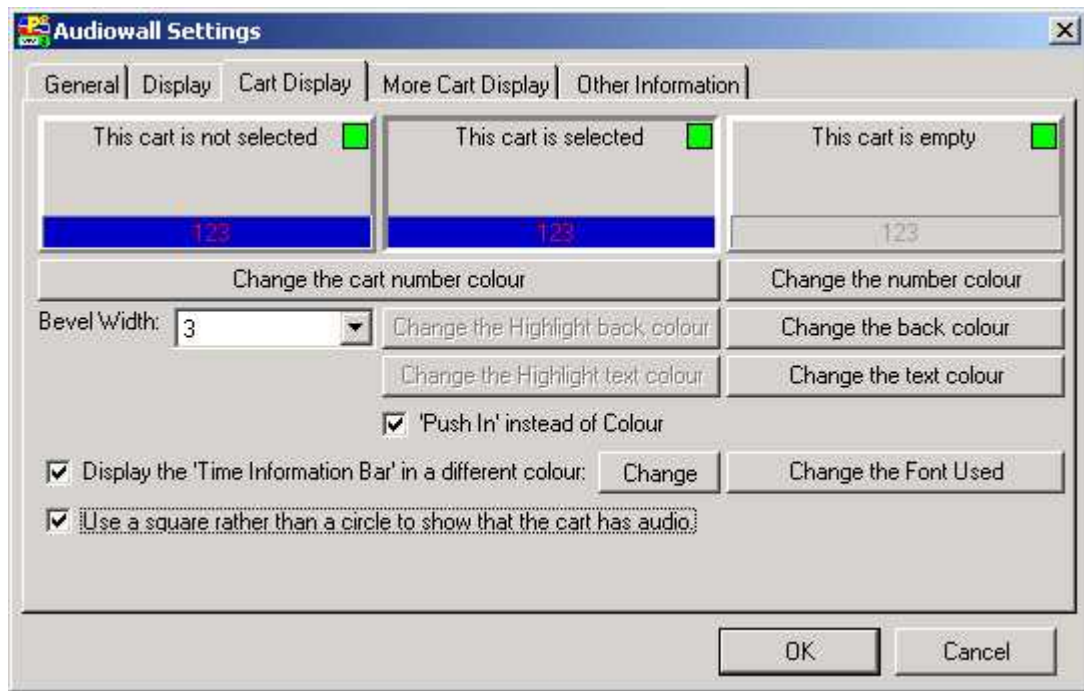 Audiowall Settings
General Display Cart Display More Cart Display Other Information
This cart is not selected This cart is selected This cart is empty
123 123 123
Change the cart number colour Change the number colour
Bevel Width: 3 Change the Highlight back colour Change the back colour
Change the Highlight text colour Change the text colour
'Push In' instead of Colour
Display the 'Time Information Bar' in a different colour: Change Change the Font Used
Use a square rather than a circle to show that the cart has audio.
OK Cancel